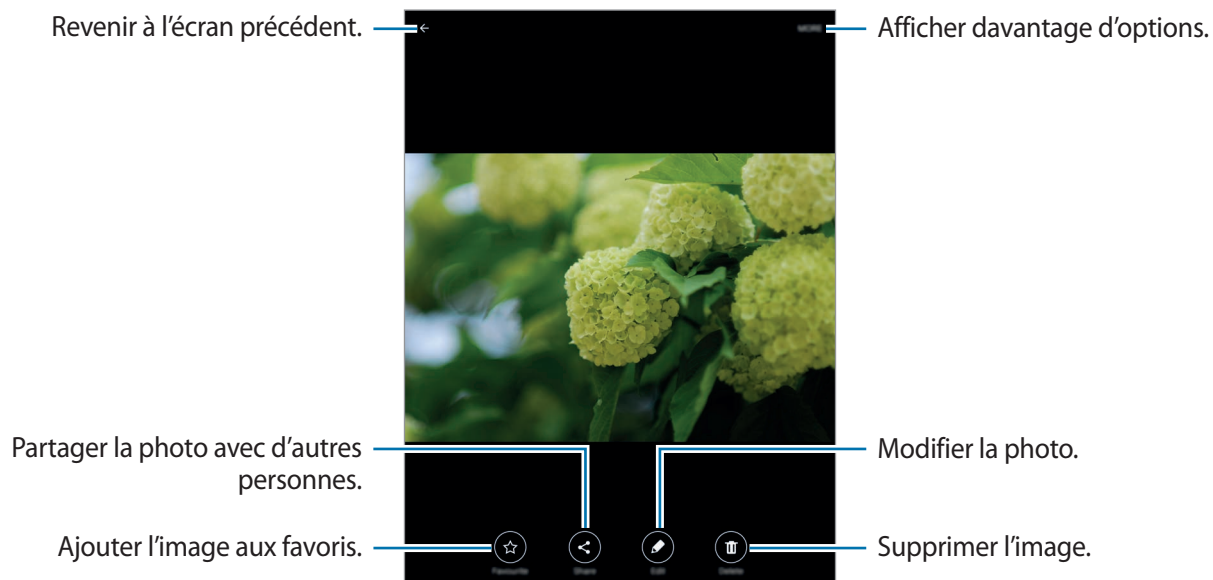 Revenir à l’écran précédent.
MORE
Afficher davantage d’options.
Partager la photo avec d’autres
personnes.
Modifier la photo.
Ajouter l’image aux favoris.
Favourite
Share
Edit
Delete
Supprimer l’image.